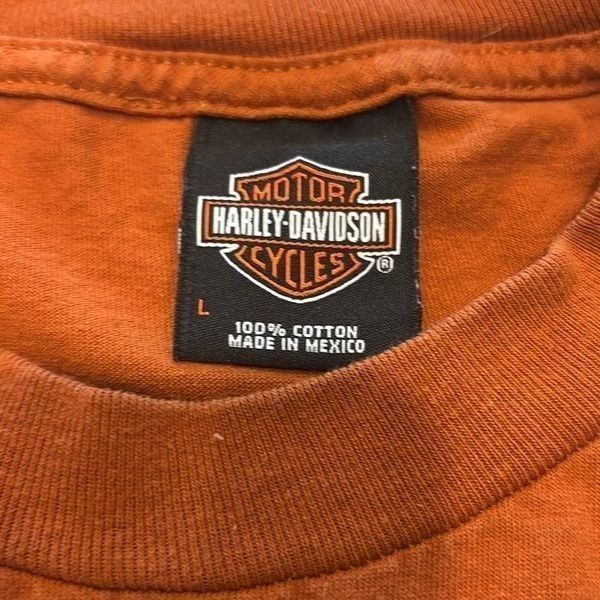 MOTOR
HARLEY-DAVIDSON
CYCLES
®
L
100% COTTON
MADE IN MEXICO